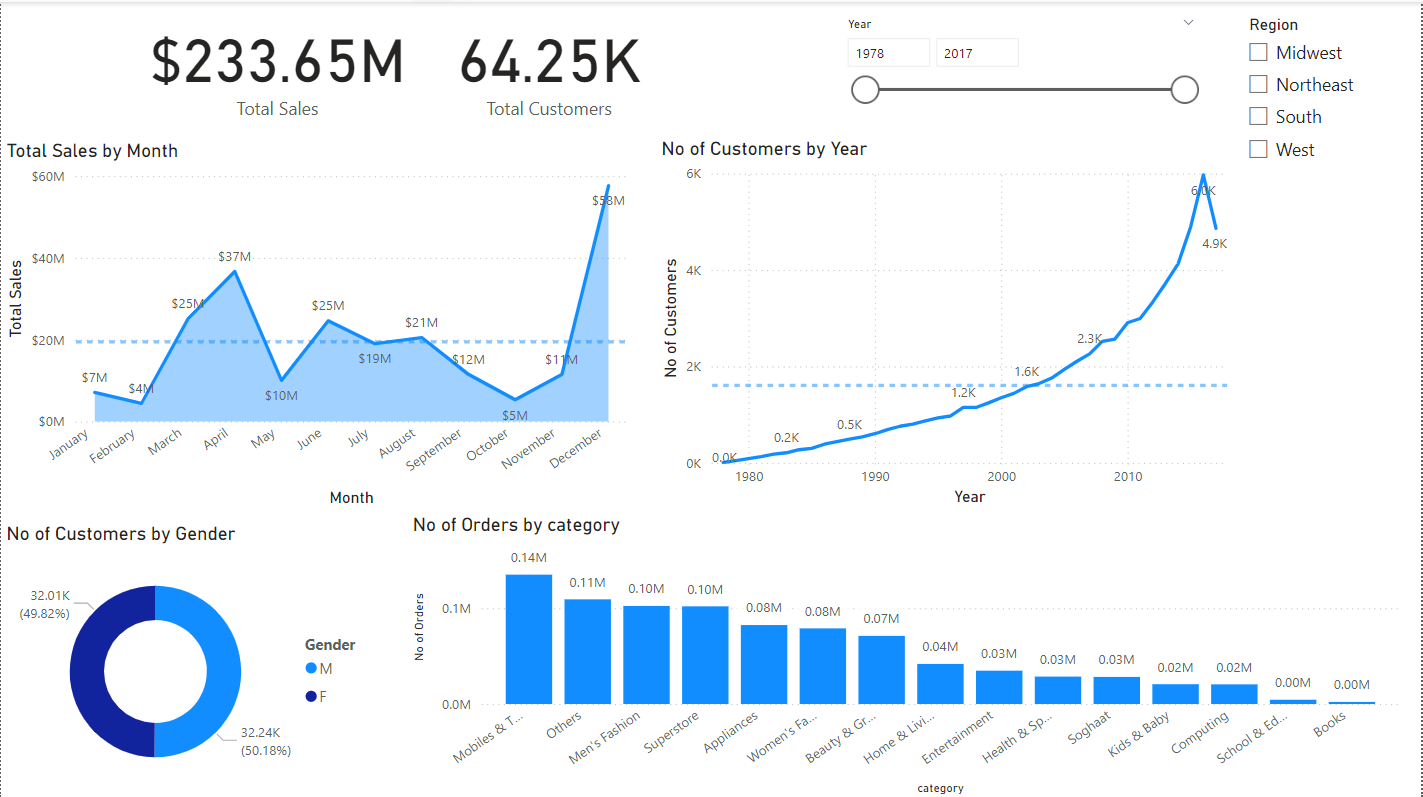 $233.65M
Total Sales
64.25K
Total Customers
Year
1978 2017
Region
Midwest
Northeast
South
West
Total Sales by Month
Total Sales
$60M
$40M
$20M
$0M
$7M
$4M
$25M
$37M
$10M
$25M
$19M
$21M
$12M
$5M
$11M
$58M
January
February
March
April
May
June
July
August
September
October
November
December
Month
No of Customers by Year
No of Customers
6K
4K
2K
0K
0.0K
0.2K
0.5K
1.2K
1.6K
2.3K
6.0K
4.9K
1980
1990
2000
2010
Year
No of Customers by Gender
32.01K
(49.82%)
32.24K
(50.18%)
Gender
M
F
No of Orders by category
No of Orders
0.1M
0.0M
0.14M
0.11M
0.10M
0.10M
0.08M
0.08M
0.07M
0.04M
0.03M
0.03M
0.03M
0.02M
0.02M
0.00M
0.00M
Mobiles & T...
Others
Men's Fashion
Superstore
Appliances
Women's Fa...
Beauty & Gr...
Home & Livi...
Entertainment
Health & Sp...
Soghaat
Kids & Baby
Computing
School & Ed...
Books
category